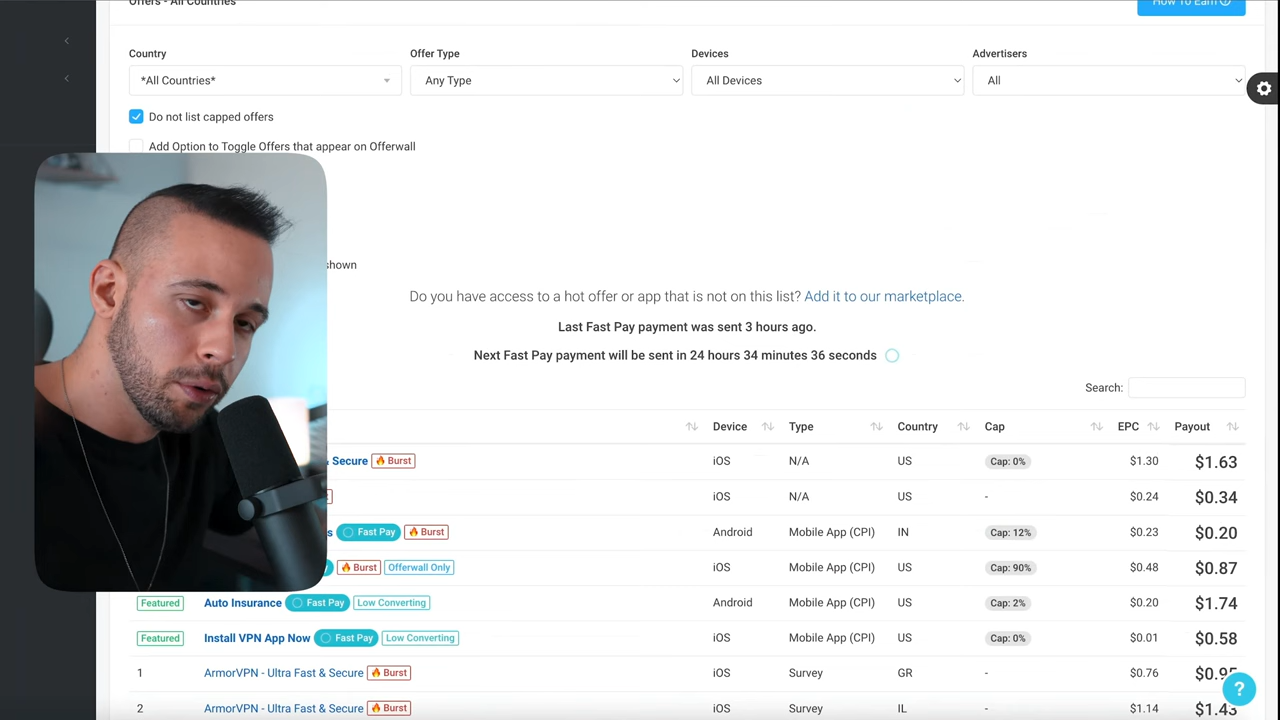 Offers - All Countries
How To Earn
Country Offer Type Devices Advertisers
*All Countries* Any Type All Devices All
Do not list capped offers
Add Option to Toggle Offers that appear on Offerwall
shown
Do you have access to a hot offer or app that is not on this list? Add it to our marketplace.
Last Fast Pay payment was sent 3 hours ago.
Next Fast Pay payment will be sent in 24 hours 34 minutes 36 seconds
Search:
Device Type Country Cap EPC Payout
& Secure Burst iOS N/A US Cap: 0% $1.30 $1.63
iOS N/A US - $0.24 $0.34
s Fast Pay Burst Android Mobile App (CPI) IN Cap: 12% $0.23 $0.20
Burst Offerwall Only iOS Mobile App (CPI) US Cap: 90% $0.48 $0.87
Featured Auto Insurance Fast Pay Low Converting Android Mobile App (CPI) US Cap: 2% $0.20 $1.74
Featured Install VPN App Now Fast Pay Low Converting iOS Mobile App (CPI) US Cap: 0% $0.01 $0.58
1 ArmorVPN - Ultra Fast & Secure Burst iOS Survey GR - $0.76 $0.95
2 ArmorVPN - Ultra Fast & Secure Burst iOS Survey IL - $1.14 $1.43
?